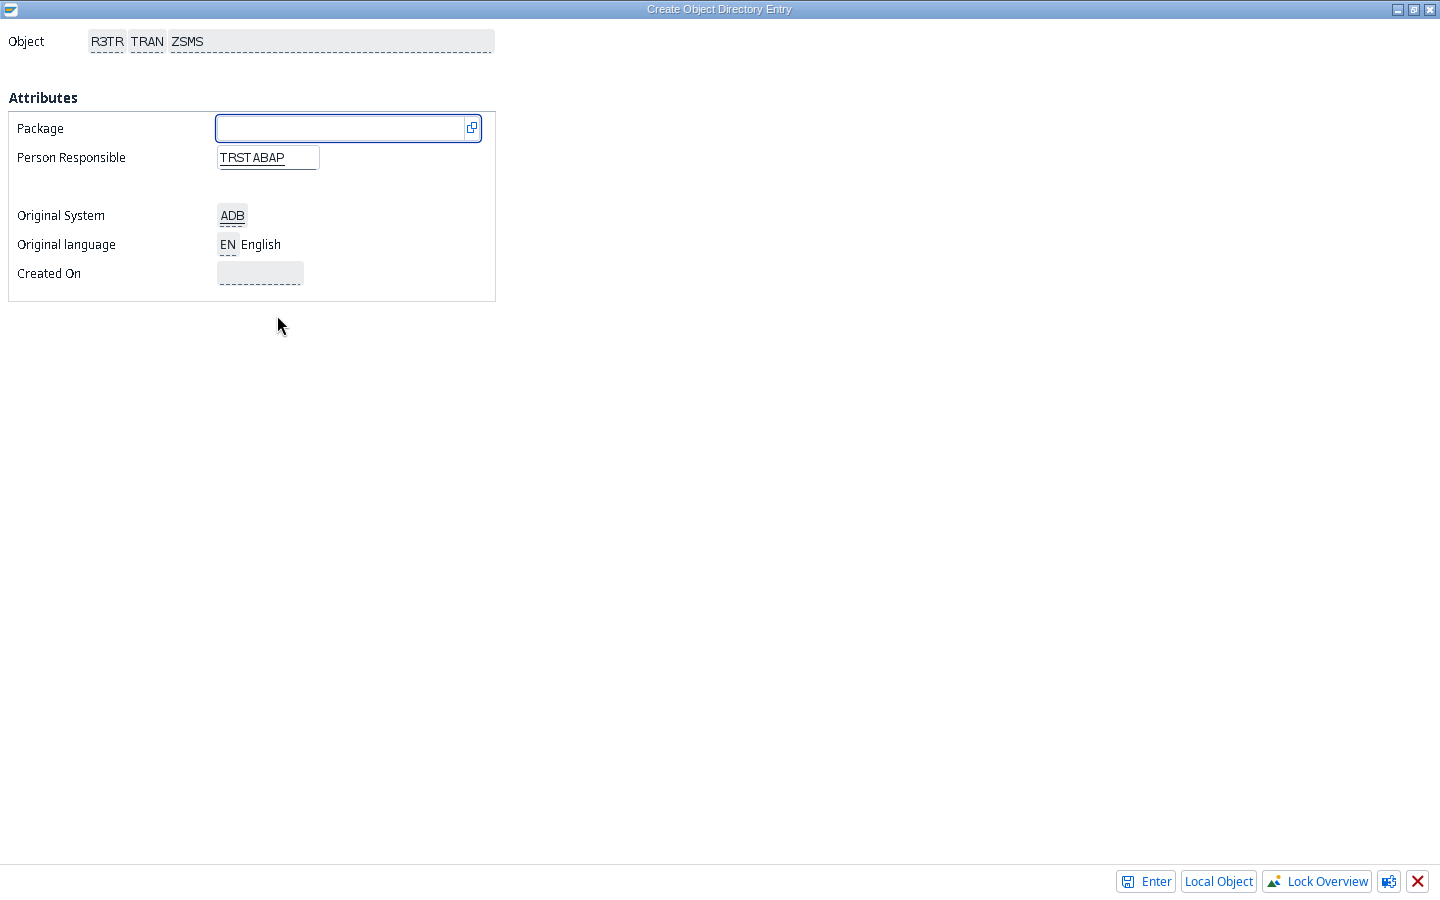 Create Object Directory Entry
Object R3TR TRAN ZSMS
Attributes
Package
Person Responsible TRSTABAP
Original System ADB
Original language EN English
Created On
Enter Local Object Lock Overview